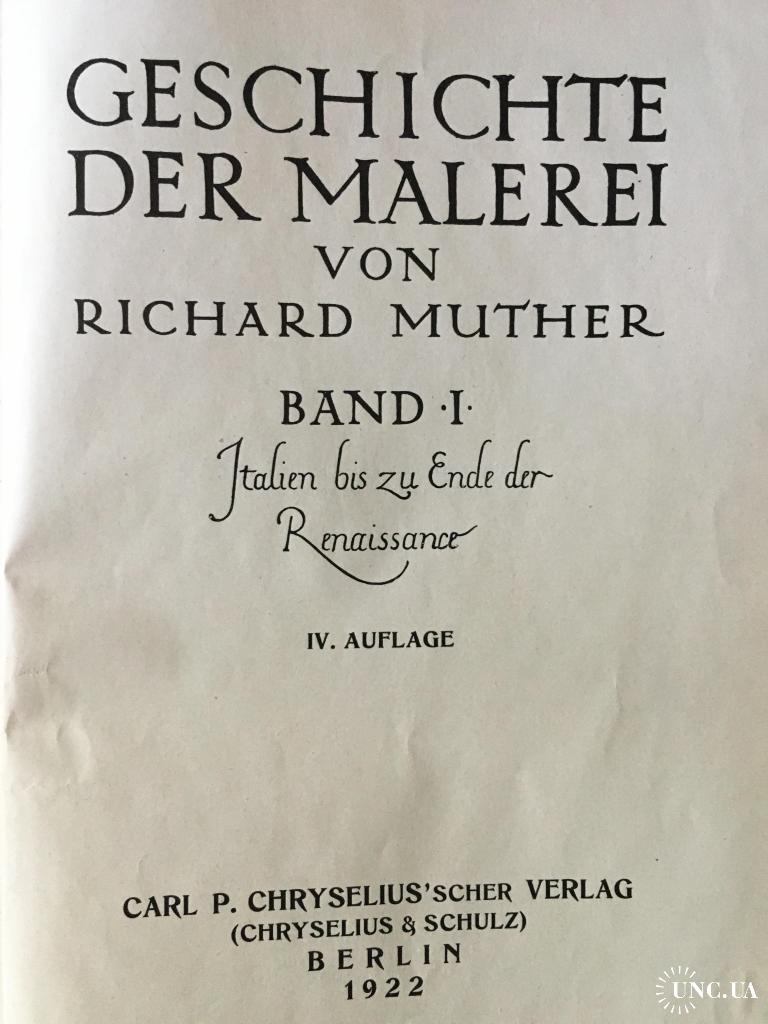 GESCHICHTE
DER MALEREI
VON
RICHARD MUTHER
BAND ·I·
Italien bis zu Ende der
Renaissance
IV. AUFLAGE
CARL P. CHRYSELIUS'SCHER VERLAG
(CHRYSELIUS & SCHULZ)
BERLIN
1922
UNC.UA